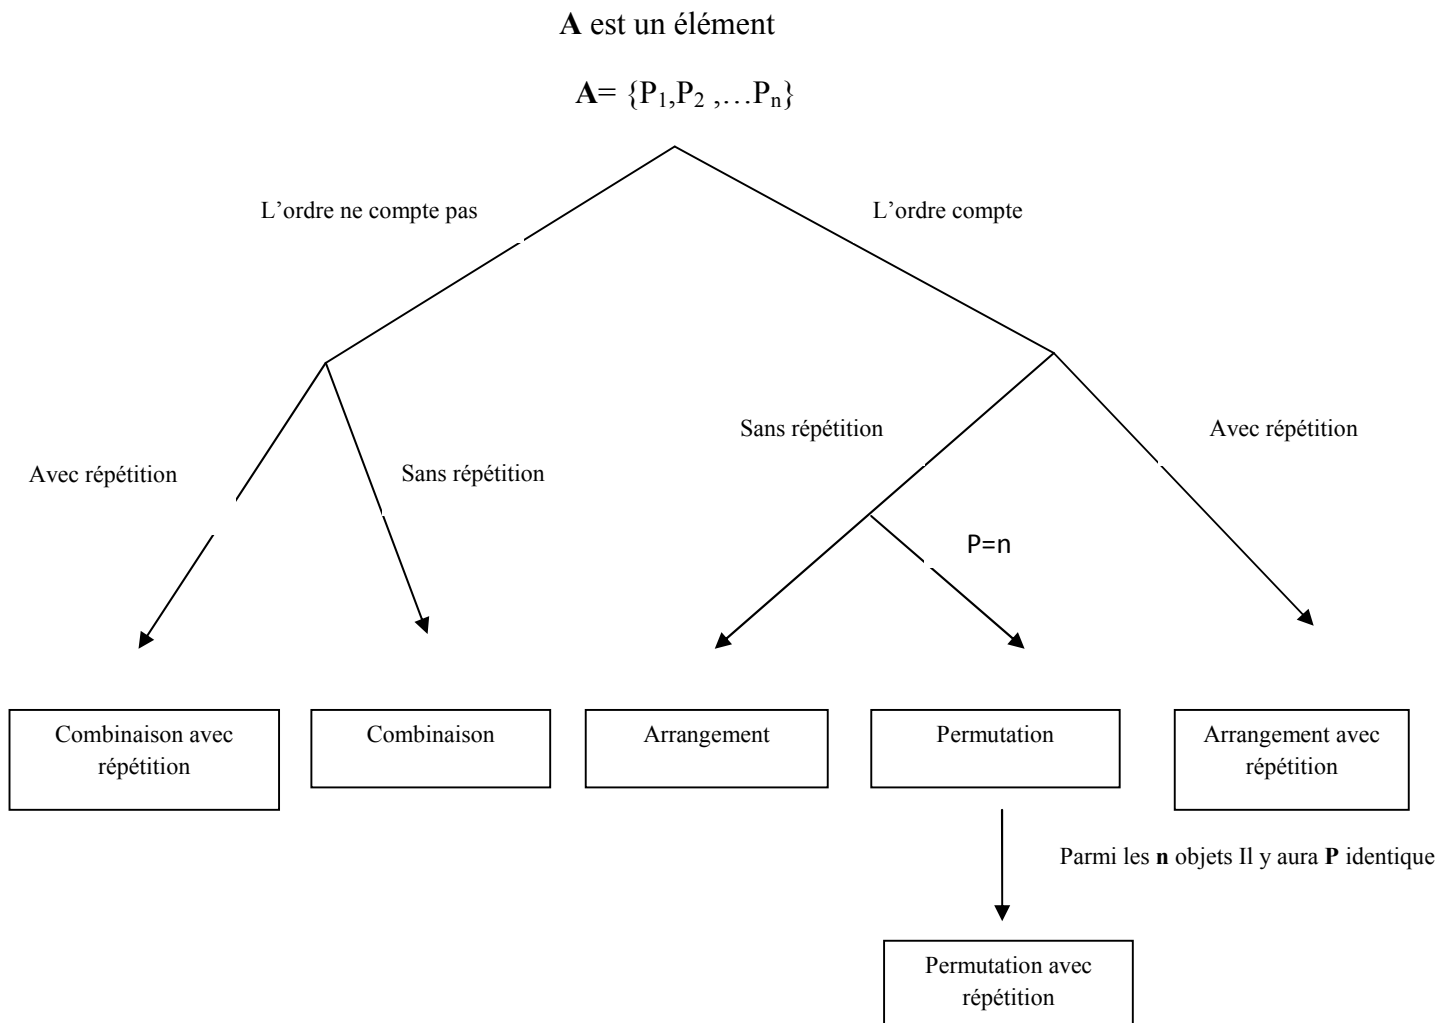 A est un élément
A= {P₁,P₂ ,…Pₙ}
L’ordre ne compte pas
L’ordre compte
Sans répétition
Avec répétition
Avec répétition
Sans répétition
P=n
Combinaison avec
répétition
Combinaison
Arrangement
Permutation
Arrangement avec
répétition
Parmi les n objets Il y aura P identique
Permutation avec
répétition